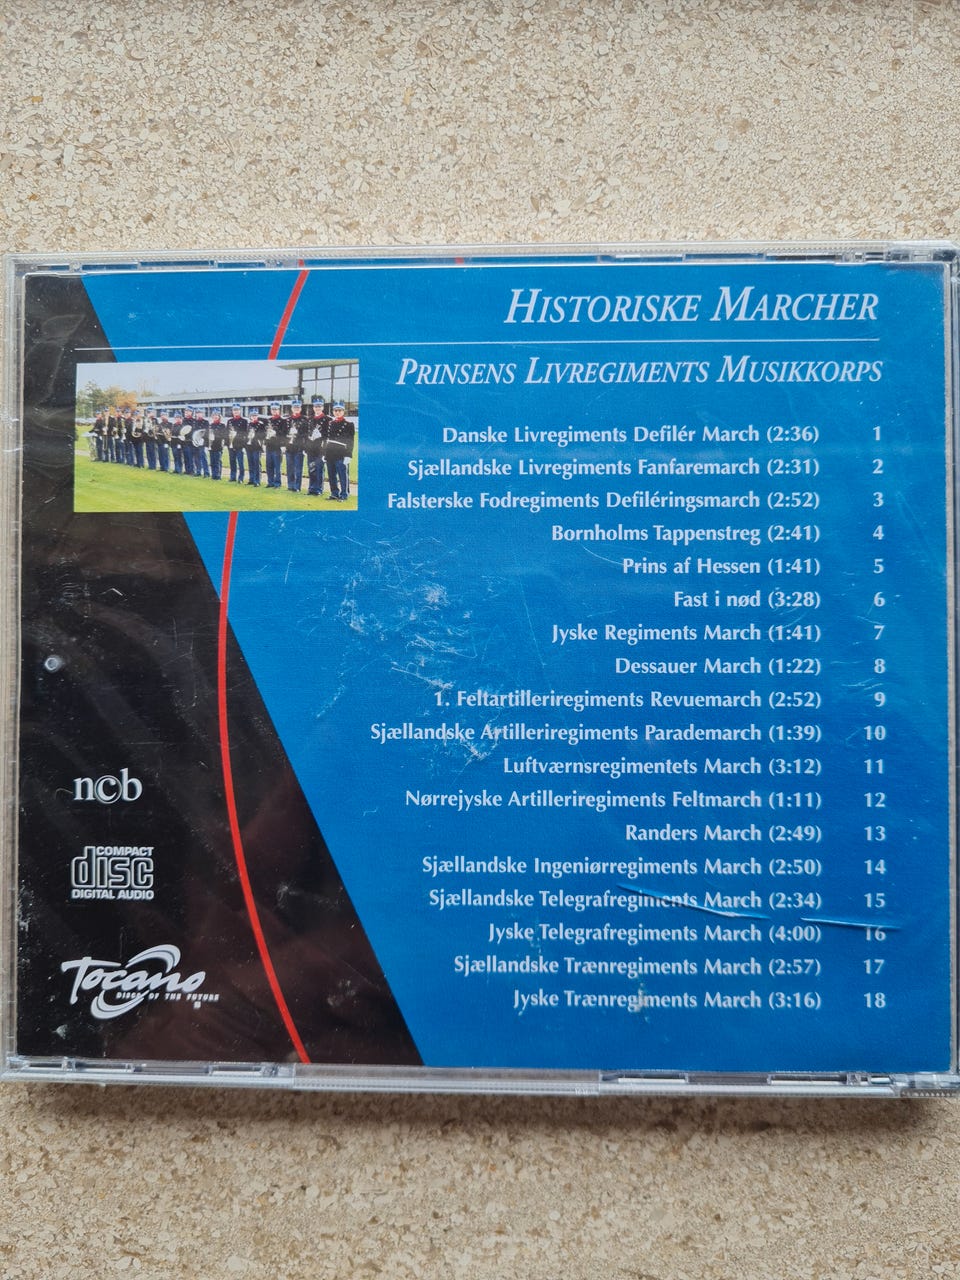 HISTORISKE MARCHER
PRINSENS LIVREGIMENTS MUSIKKORPS
Danske Livregiments Defilér March (2:36) 1
Sjællandske Livregiments Fanfaremarch (2:31) 2
Falsterske Fodregiments Defiléringsmarch (2:52) 3
Bornholms Tappenstreg (2:41) 4
Prins af Hessen (1:41) 5
Fast i nød (3:28) 6
Jyske Regiments March (1:41) 7
Dessauer March (1:22) 8
1. Feltartilleriregiments Revuemarch (2:52) 9
Sjællandske Artilleriregiments Parademarch (1:39) 10
Luftværnsregimentets March (3:12) 11
Nørrejyske Artilleriregiments Feltmarch (1:11) 12
Randers March (2:49) 13
Sjællandske Ingeniørregiments March (2:50) 14
Sjællandske Telegrafregiments March (2:34) 15
Jyske Telegrafregiments March (4:00) 16
Sjællandske Trænregiments March (2:57) 17
Jyske Trænregiments March (3:16) 18
ncb
COMPACT
disc
DIGITAL AUDIO
Tocano
DISCS OF THE FUTURE